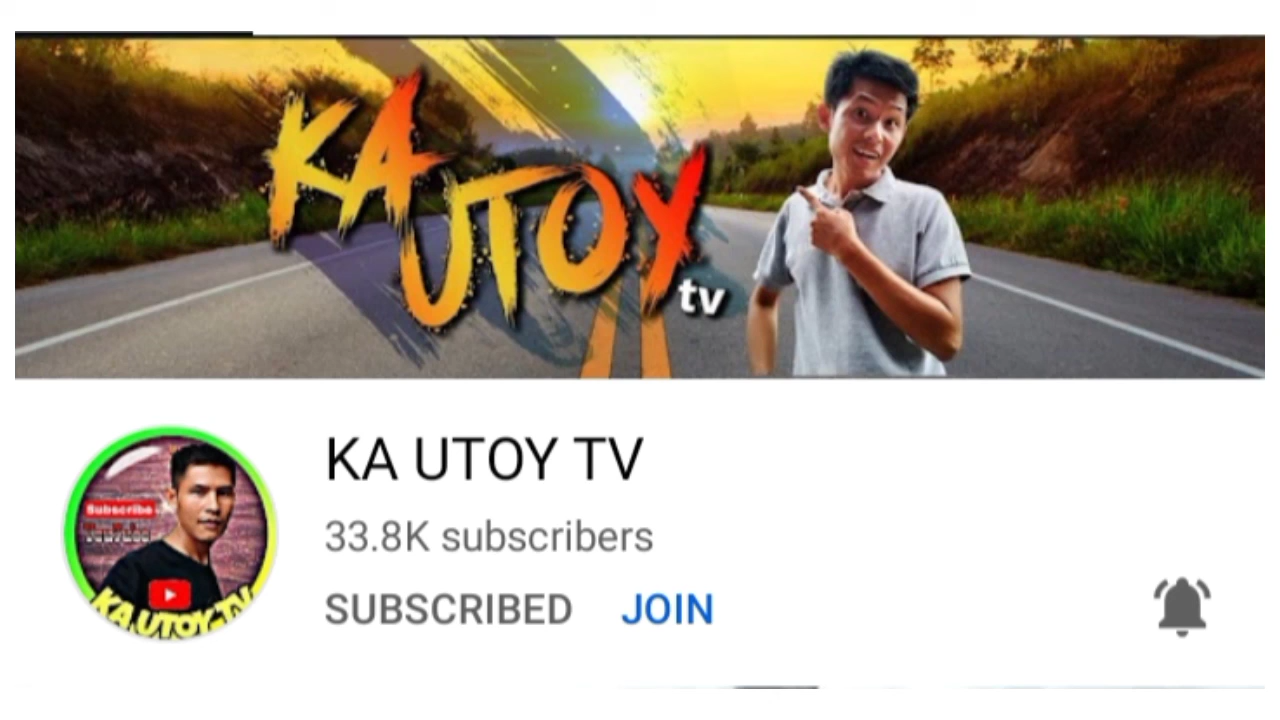 KA
UTOY
tv
KA UTOY TV
33.8K subscribers
SUBSCRIBED JOIN
Subscribe
KA UTOY TV